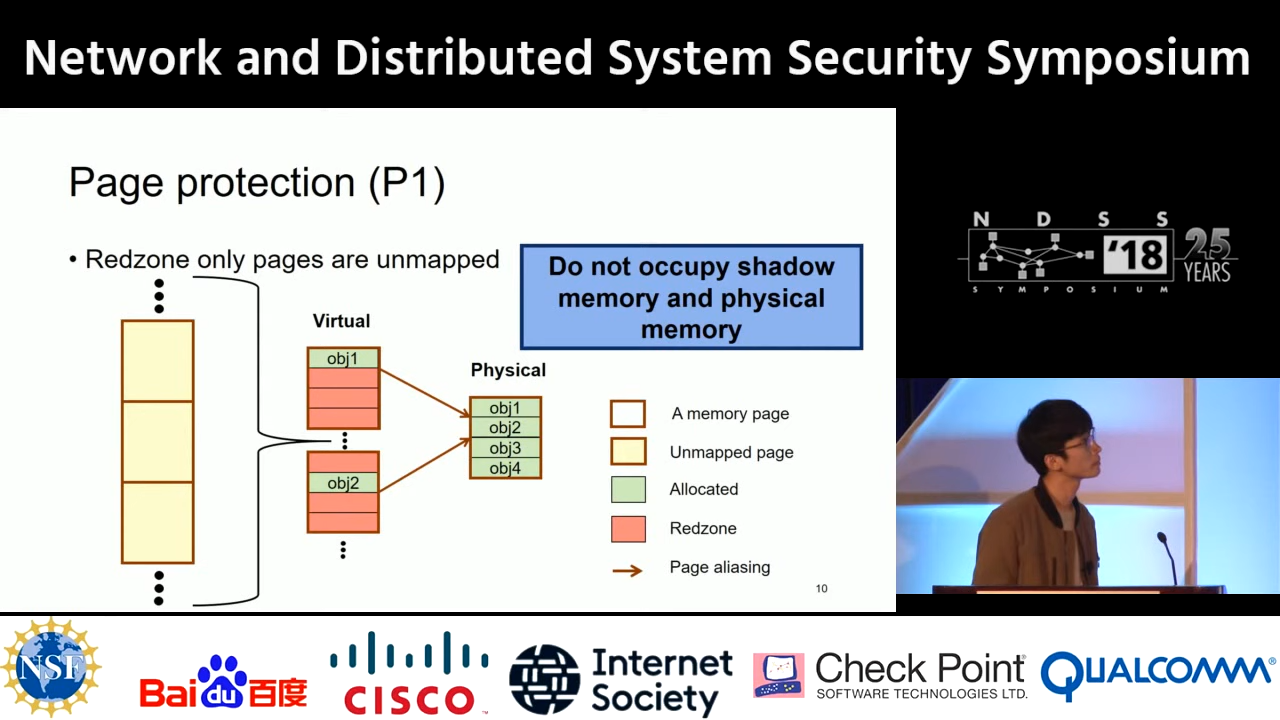 Network and Distributed System Security Symposium
Page protection (P1)
• Redzone only pages are unmapped
Do not occupy shadow
memory and physical
memory
Virtual
obj1
obj2
Physical
obj1
obj2
obj3
obj4
A memory page
Unmapped page
Allocated
Redzone
Page aliasing
10
N D S S
'18
25
YEARS
S Y M P O S I U M
NSF
Bai du 百度
CISCO
Internet
Society
Check Point
SOFTWARE TECHNOLOGIES LTD.
QUALCOMM®